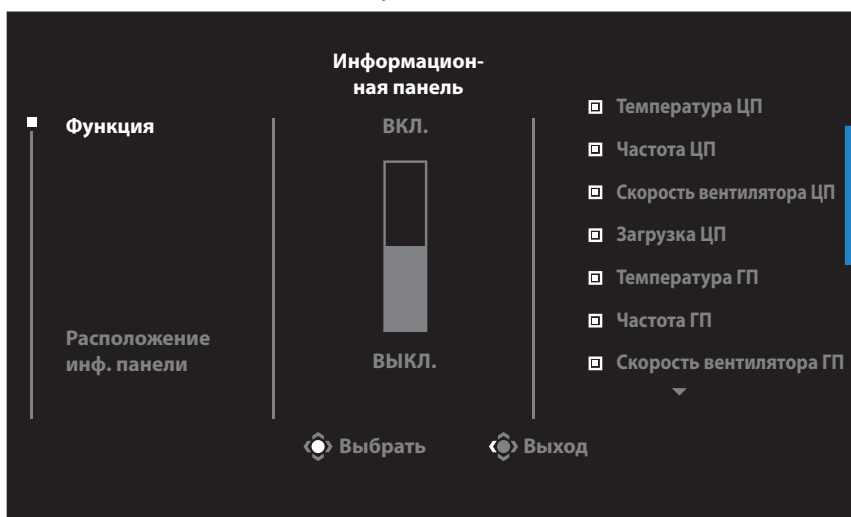 Информацион-
ная панель
Функция
ВКЛ.
ВЫКЛ.
Расположение
инф. панели
Температура ЦП
Частота ЦП
Скорость вентилятора ЦП
Загрузка ЦП
Температура ГП
Частота ГП
Скорость вентилятора ГП
Выбрать
Выход